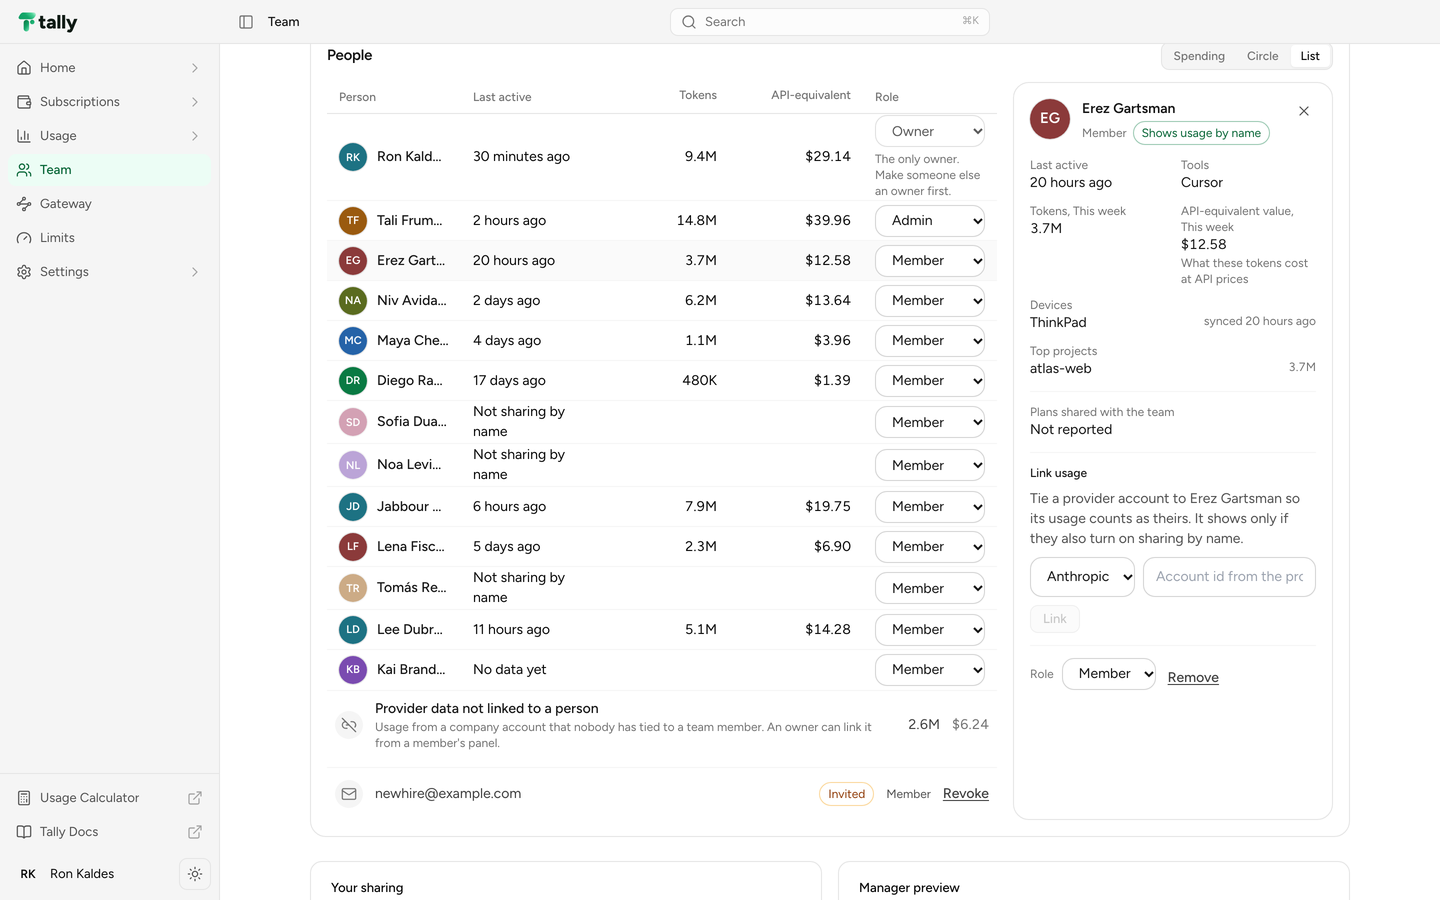 tally
Team
Search
⌘K
Home
Subscriptions
Usage
Team
Gateway
Limits
Settings
Usage Calculator
Tally Docs
RK
Ron Kaldes
People
Spending
Circle
List
Person
Last active
Tokens
API-equivalent
Role
RK
Ron Kald...
30 minutes ago
9.4M
$29.14
Owner
The only owner.
Make someone else
an owner first.
TF
Tali Frum...
2 hours ago
14.8M
$39.96
Admin
EG
Erez Gart...
20 hours ago
3.7M
$12.58
Member
NA
Niv Avida...
2 days ago
6.2M
$13.64
Member
MC
Maya Che...
4 days ago
1.1M
$3.96
Member
DR
Diego Ra...
17 days ago
480K
$1.39
Member
SD
Sofia Dua...
Not sharing by
name
Member
NL
Noa Levi...
Not sharing by
name
Member
JD
Jabbour ...
6 hours ago
7.9M
$19.75
Member
LF
Lena Fisc...
5 days ago
2.3M
$6.90
Member
TR
Tomás Re...
Not sharing by
name
Member
LD
Lee Dubr...
11 hours ago
5.1M
$14.28
Member
KB
Kai Brand...
No data yet
Member
Provider data not linked to a person
Usage from a company account that nobody has tied to a team member. An owner can link it
from a member's panel.
2.6M
$6.24
newhire@example.com
Invited
Member
Revoke
EG
Erez Gartsman
Member
Shows usage by name
Last active
20 hours ago
Tools
Cursor
Tokens, This week
3.7M
API-equivalent value,
This week
$12.58
What these tokens cost
at API prices
Devices
ThinkPad
synced 20 hours ago
Top projects
atlas-web
3.7M
Plans shared with the team
Not reported
Link usage
Tie a provider account to Erez Gartsman so
its usage counts as theirs. It shows only if
they also turn on sharing by name.
Anthropic
Account id from the pro
Link
Role
Member
Remove
Your sharing
Manager preview